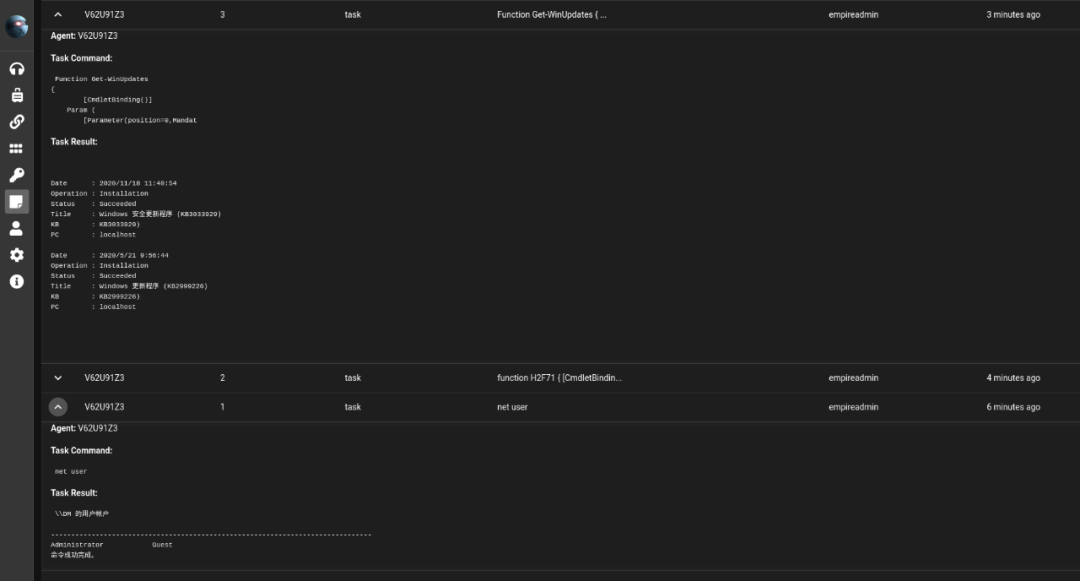 V62U91Z3 3 task Function Get-WinUpdates { ... empireadmin 3 minutes ago
Agent: V62U91Z3
Task Command:
Function Get-WinUpdates
{
[CmdletBinding()]
Param (
[Parameter(position=0,Mandat
Task Result:
Date : 2020/11/18 11:40:54
Operation : Installation
Status : Succeeded
Title : Windows 安全更新程序 (KB3033929)
KB : KB3033929)
PC : localhost
Date : 2020/5/21 9:56:44
Operation : Installation
Status : Succeeded
Title : Windows 更新程序 (KB2999226)
KB : KB2999226)
PC : localhost
V62U91Z3 2 task function H2F71 { [CmdletBindin... empireadmin 4 minutes ago
V62U91Z3 1 task net user empireadmin 6 minutes ago
Agent: V62U91Z3
Task Command:
net user
Task Result:
\\DM 的用户帐户
-------------------------------------------------------------------------------
Administrator Guest
命令成功完成。